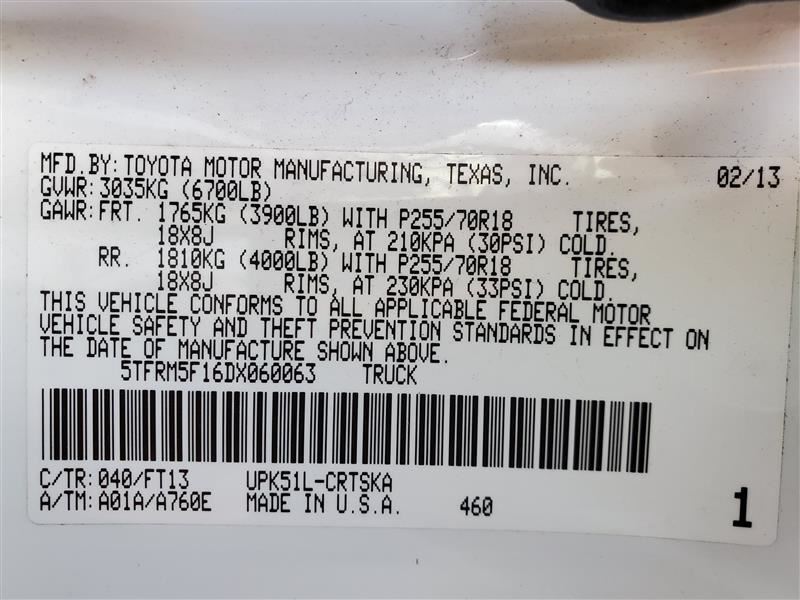 MFD.BY: TOYOTA MOTOR MANUFACTURING, TEXAS, INC. 02/13
GVWR: 3035KG (6700LB)
GAWR: FRT. 1765KG (3900LB) WITH P255/70R18 TIRES,
18X8J RIMS, AT 210KPA (30PSI) COLD.
RR. 1810KG (4000LB) WITH P255/70R18 TIRES,
18X8J RIMS, AT 230KPA (33PSI) COLD.
THIS VEHICLE CONFORMS TO ALL APPLICABLE FEDERAL MOTOR
VEHICLE SAFETY AND THEFT PREVENTION STANDARDS IN EFFECT ON
THE DATE OF MANUFACTURE SHOWN ABOVE.
5TFRM5F16DX060063 TRUCK
C/TR: 040/FT13 UPK51L-CRTSKA
A/TM: A01A/A760E MADE IN U.S.A. 460 1